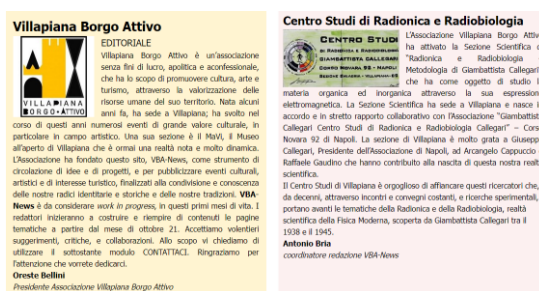 Villapiana Borgo Attivo
EDITORIALE
Villapiana Borgo Attivo è un'associazione
senza fini di lucro, apolitica e aconfessionale,
che ha lo scopo di promuovere cultura, arte e
turismo, attraverso la valorizzazione delle
risorse umane del suo territorio. Nata alcuni
anni fa, ha sede a Villapiana; ha svolto nel
VILLAPIANA
BORGO·ATTIVO
corso di questi anni numerosi eventi di grande valore culturale, in
particolare in campo artistico. Una sua sezione è il MaVi, il Museo
all'aperto di Villapiana che è ormai una realtà nota e molto dinamica.
L'Associazione ha fondato questo sito, VBA-News, come strumento di
circolazione di idee e di progetti, e per pubblicizzare eventi culturali,
artistici e di interesse turistico, finalizzati alla condivisione e conoscenza
delle nostre radici identitarie e storiche e delle nostre tradizioni. VBA-
News è da considerare work in progress, in questi primi mesi di vita. I
redattori inizieranno a costruire e riempire di contenuti le pagine
tematiche a partire dal mese di ottobre 21. Accettiamo volentieri
suggerimenti, critiche, e collaborazioni. Allo scopo vi chiediamo di
utilizzare il sottostante modulo CONTATTACI. Ringraziamo per
l'attenzione che vorrete dedicarci.
Oreste Bellini
Presidente Associazione Villapiana Borgo Attivo
Centro Studi di Radionica e Radiobiologia
CENTRO STUDI
DI RADIONICA E RADIOBIOLOGIA
GIAMBATTISTA CALLEGARI
CORSO NOVARA 92 - NAPOLI
L'Associazione Villapiana Borgo Attiv
ha attivato la Sezione Scientifica d
"Radionica e Radiobiologia
Metodologia di Giambattista Callegari
che ha come oggetto di studio l
materia organica ed inorganica attraverso la sua espression
elettromagnetica. La Sezione Scientifica ha sede a Villapiana e nasce i
accordo e in stretto rapporto collaborativo con l'Associazione "Giambattist
Callegari Centro Studi di Radionica e Radiobiologia Callegari" – Cors
Novara 92 di Napoli. La sezione di Villapiana è molto grata a Giusepp
Callegari, Presidente dell'Associazione di Napoli, ad Arcangelo Cappuccio
Raffaele Gaudino che hanno contribuito alla nascita di questa nostra realt
scientifica.
Il Centro Studi di Villapiana è orgoglioso di affiancare questi ricercatori che,
da decenni, attraverso incontri e convegni costanti, e ricerche sperimentali,
portano avanti le tematiche della Radionica e della Radiobiologia, realtà
scientifica della Fisica Moderna, scoperta da Giambattista Callegari tra il
1938 e il 1945.
Antonio Bria
coordinatore redazione VBA-News